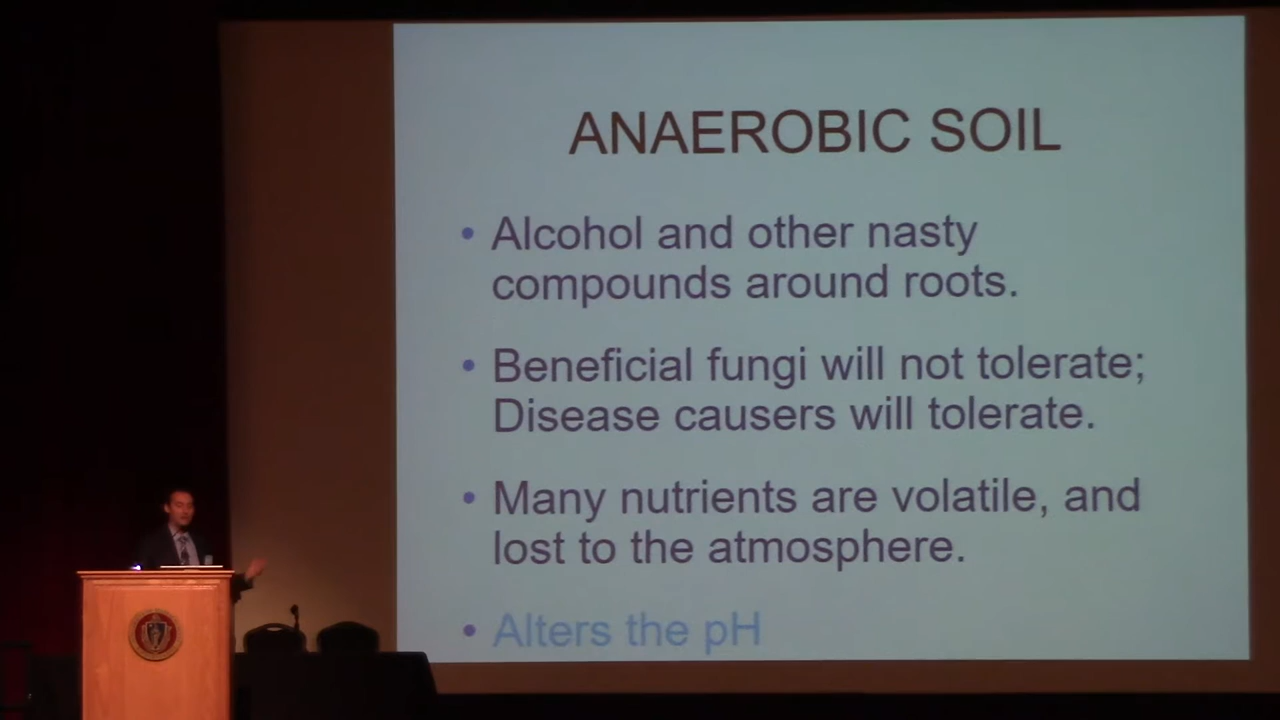 ANAEROBIC SOIL
• Alcohol and other nasty
compounds around roots.
• Beneficial fungi will not tolerate;
Disease causers will tolerate.
• Many nutrients are volatile, and
lost to the atmosphere.
• Alters the pH